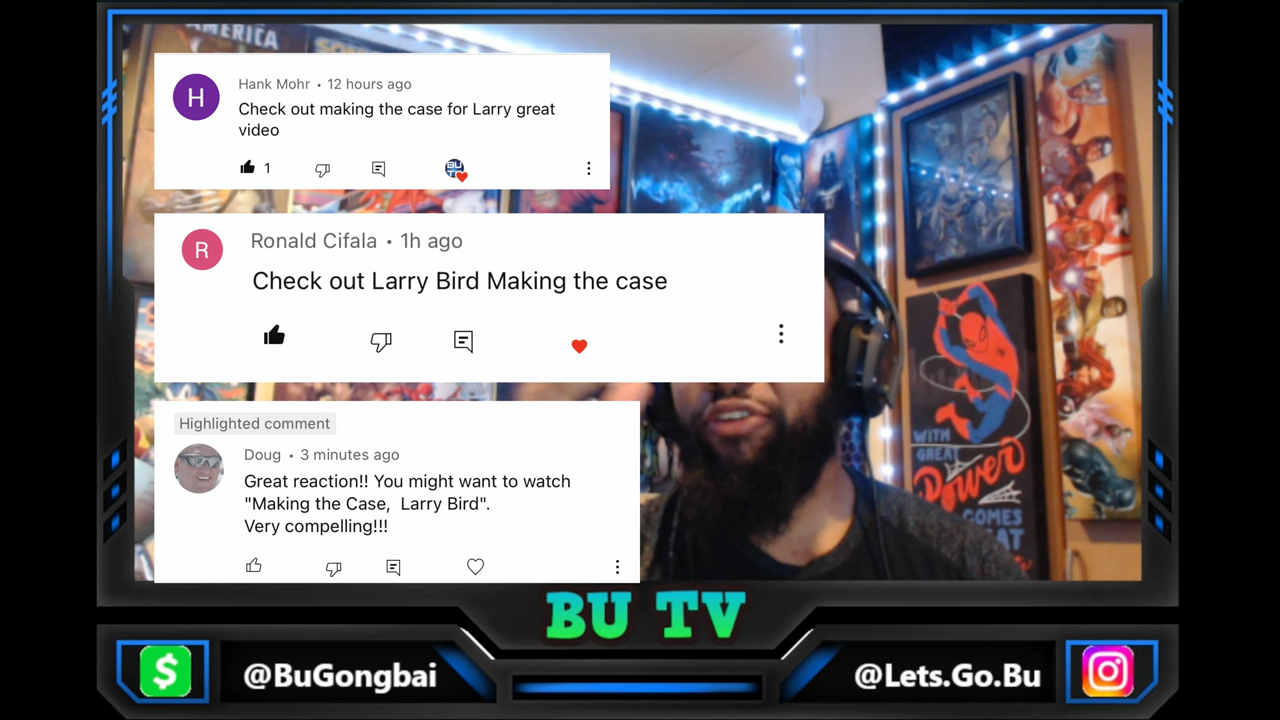 MERICA
H
Hank Mohr • 12 hours ago
Check out making the case for Larry great
video
1
BU
R
Ronald Cifala • 1h ago
Check out Larry Bird Making the case
Highlighted comment
Doug • 3 minutes ago
Great reaction!! You might want to watch
"Making the Case, Larry Bird".
Very compelling!!!
WITH
GREAT
Power
COMES
BU TV
$
@BuGongbai
@Lets.Go.Bu